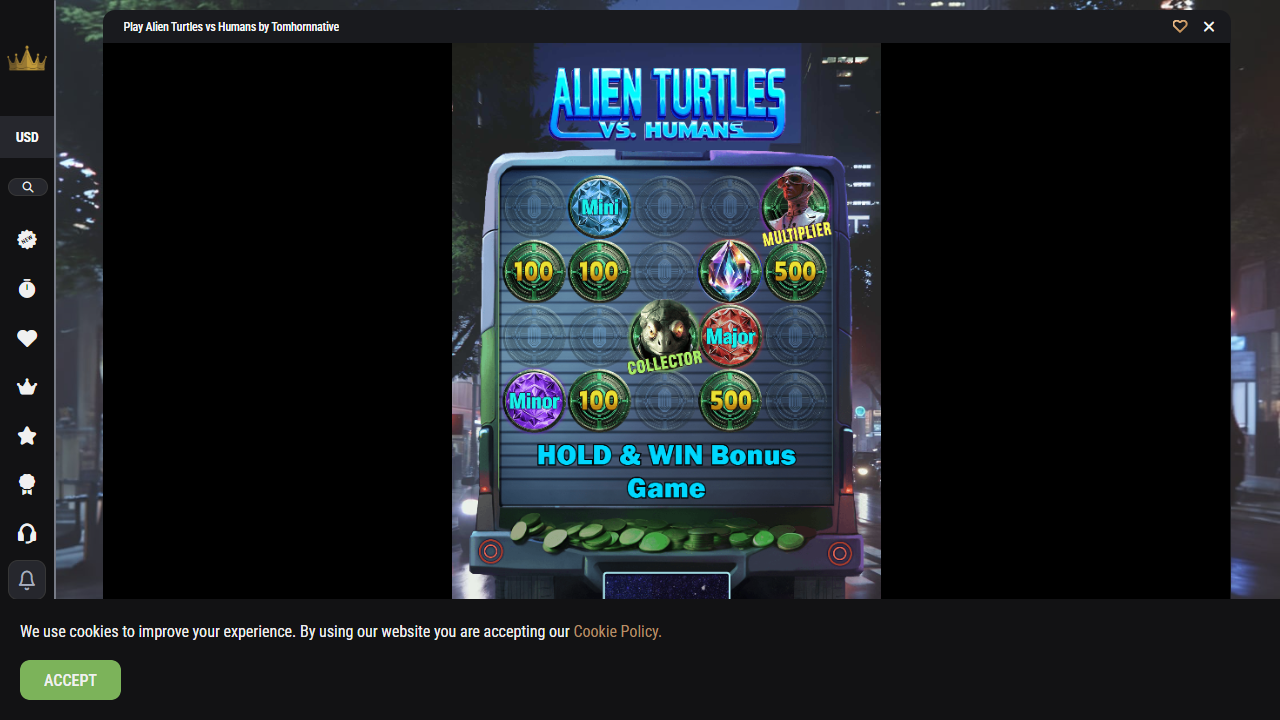 Play Alien Turtles vs Humans by Tomhornnative
USD
NEW
ALIEN TURTLES
VS. HUMANS
Mini
MULTIPLIER
100
100
500
COLLECTOR
Major
Minor
100
500
HOLD & WIN Bonus
Game
We use cookies to improve your experience. By using our website you are accepting our Cookie Policy.
ACCEPT